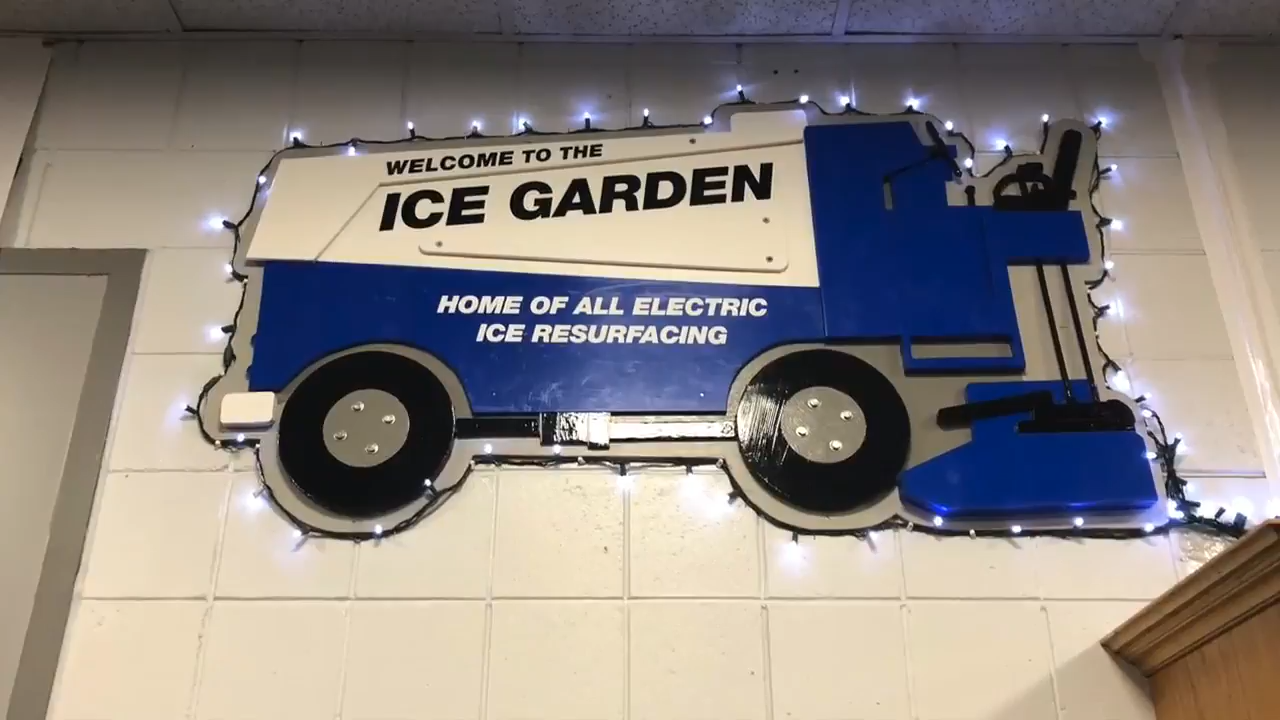 WELCOME TO THE
ICE GARDEN
HOME OF ALL ELECTRIC
ICE RESURFACING